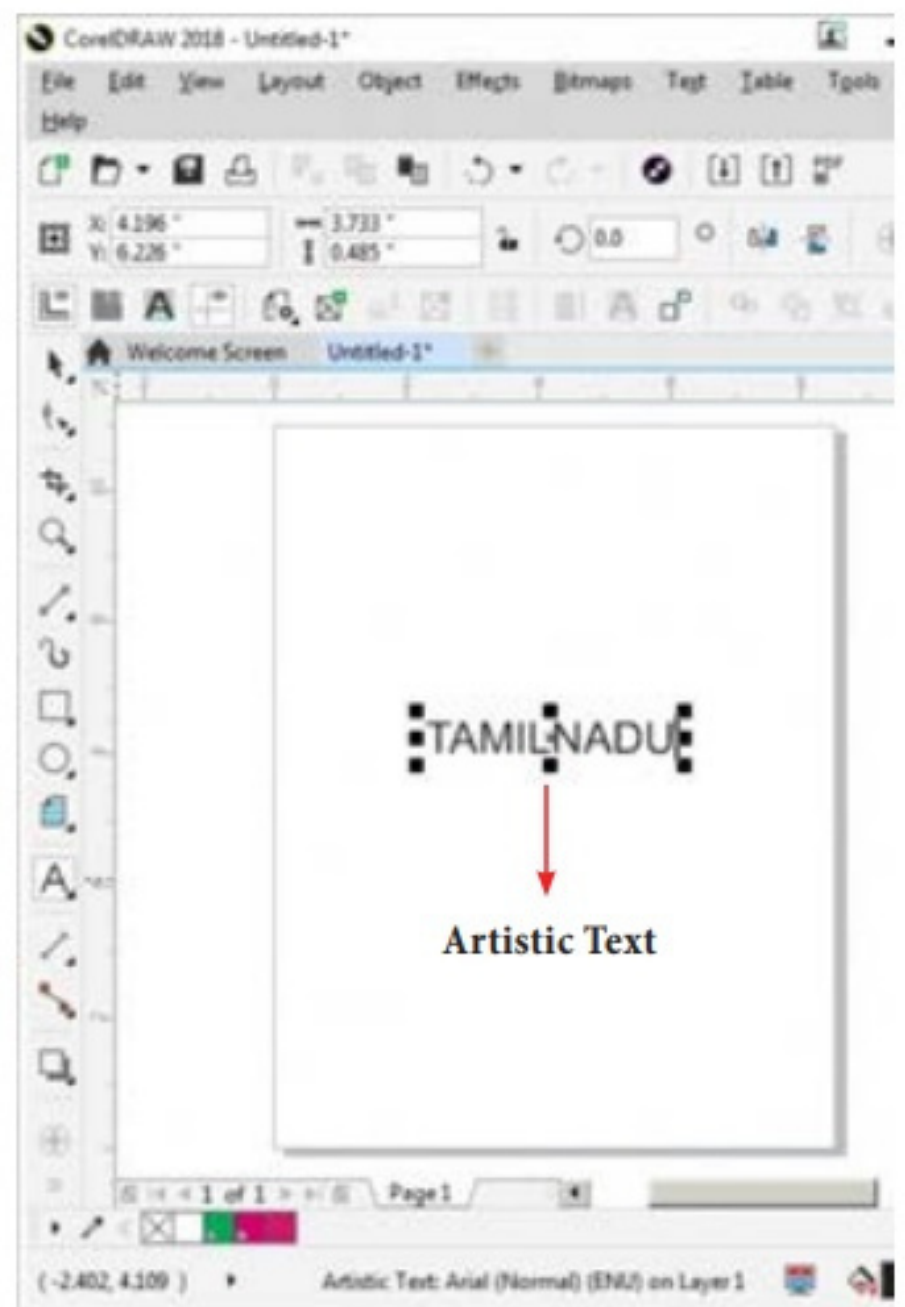 CorelDRAW 2018 - Untitled-1*
File Edit View Layout Object Effects Bitmaps Text Table Tools
Help
PDF
X: 4.196 " 3.733 "
Y: 6.226 " 0.485 " 0.0
Welcome Screen Untitled-1*
TAMILNADU
Artistic Text
1 of 1 Page 1
( -2.402, 4.109 ) Artistic Text: Arial (Normal) (ENU) on Layer 1